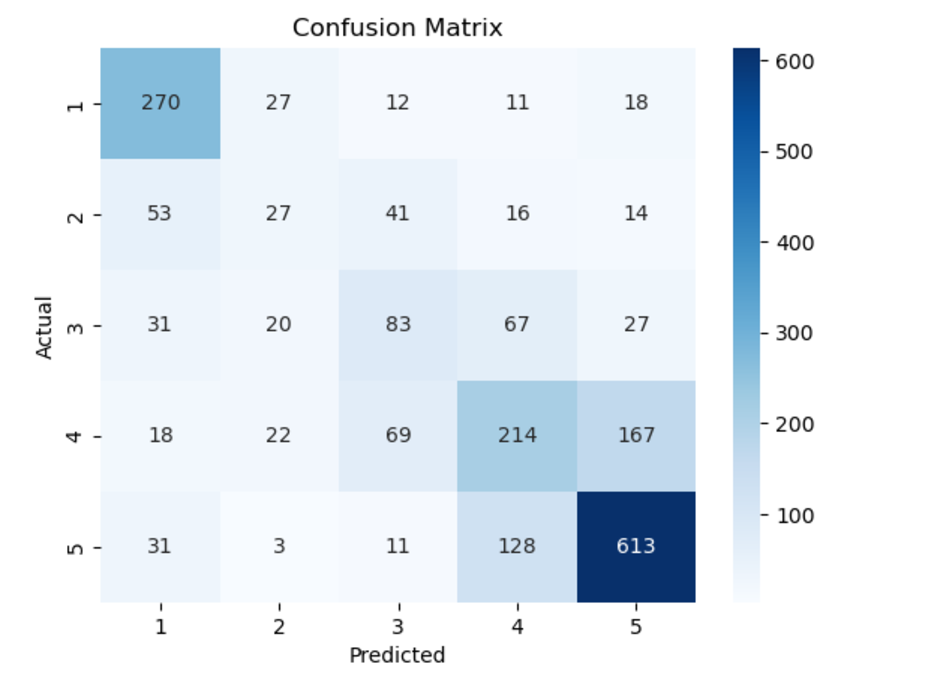 Confusion Matrix
Actual
1 270 27 12 11 18
2 53 27 41 16 14
3 31 20 83 67 27
4 18 22 69 214 167
5 31 3 11 128 613
1 2 3 4 5
Predicted
600
500
400
300
200
100